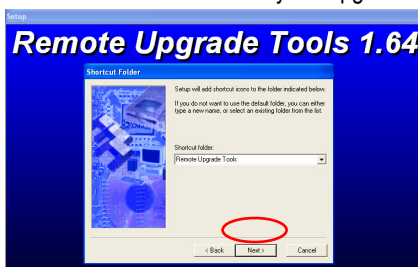 Setup
Remote Upgrade Tools 1.64
Shortcut Folder
Setup will add shortcut icons to the folder indicated below.
If you do not want to use the default folder, you can either
type a new name, or select an existing folder from the list.
Shortcut folder:
Remote Upgrade Tools
< Back Next > Cancel